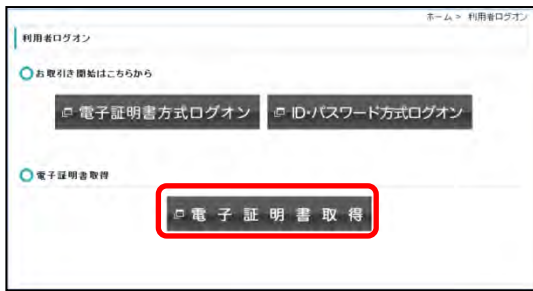 ホーム > 利用者ログオン
利用者ログオン
お取引き開始はこちらから
電子証明書方式ログオン
ID・パスワード方式ログオン
電子証明書取得
電子証明書取得